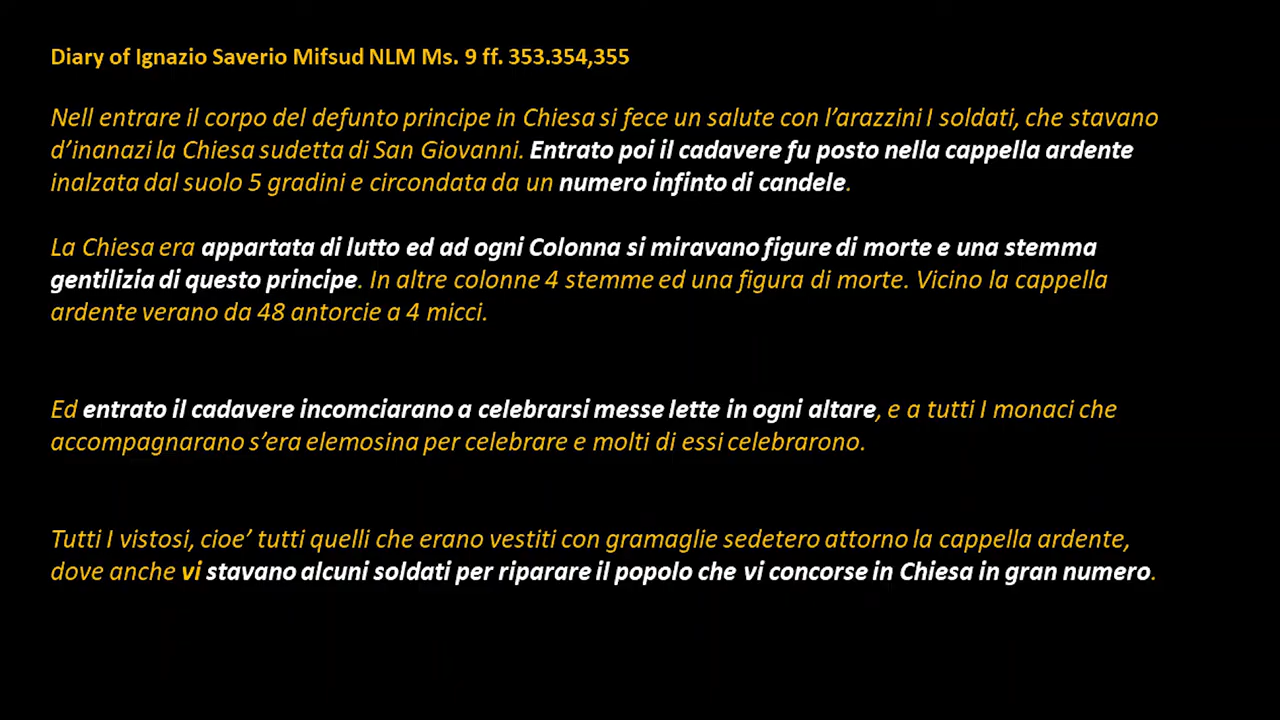 Diary of Ignazio Saverio Mifsud NLM Ms. 9 ff. 353.354,355
Nell entrare il corpo del defunto principe in Chiesa si fece un salute con l’arazzini I soldati, che stavano
d’inanazi la Chiesa sudetta di San Giovanni. Entrato poi il cadavere fu posto nella cappella ardente
inalzata dal suolo 5 gradini e circondata da un numero infinto di candele.
La Chiesa era appartata di lutto ed ad ogni Colonna si miravano figure di morte e una stemma
gentilizia di questo principe. In altre colonne 4 stemme ed una figura di morte. Vicino la cappella
ardente verano da 48 antorcie a 4 micci.
Ed entrato il cadavere incomciarano a celebrarsi messe lette in ogni altare, e a tutti I monaci che
accompagnarano s’era elemosina per celebrare e molti di essi celebrarono.
Tutti I vistosi, cioe’ tutti quelli che erano vestiti con gramaglie sedetero attorno la cappella ardente,
dove anche vi stavano alcuni soldati per riparare il popolo che vi concorse in Chiesa in gran numero.